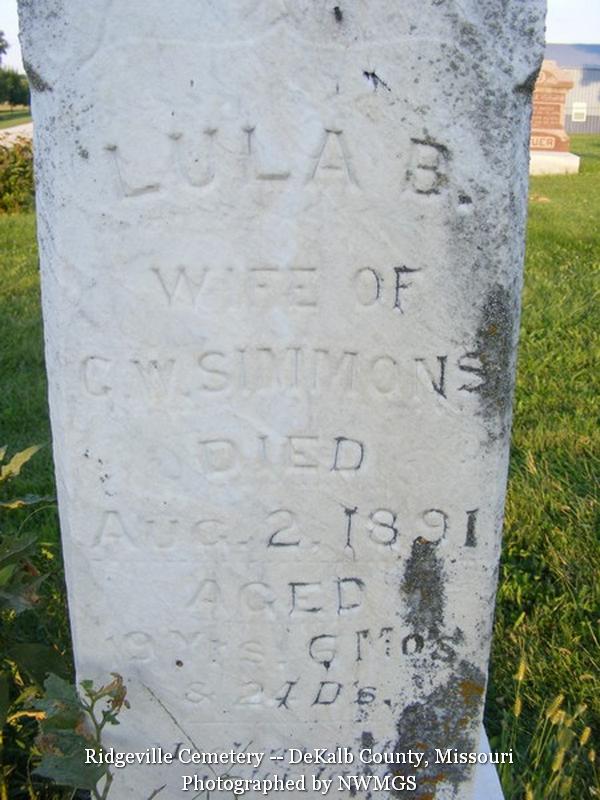 LULA B.
WIFE OF
C.W. SIMMONS
DIED
AUG. 2, 1891
AGED
19 Yrs. 6 Mos
& 21 Ds.
Ridgeville Cemetery -- DeKalb County, Missouri
Photographed by NWMGS